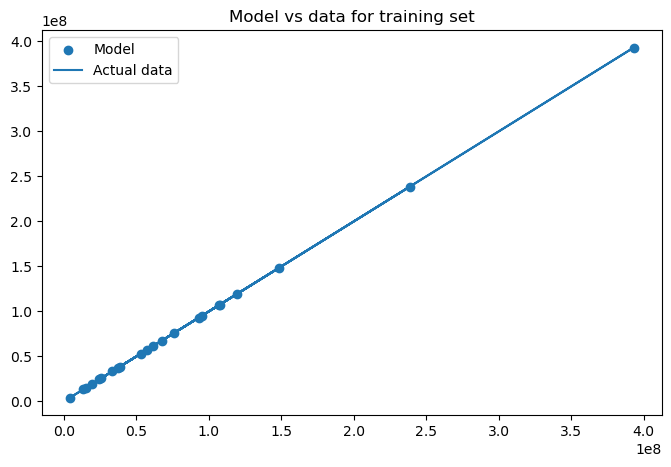 Model vs data for training set
1e8
Model
Actual data
4.0
3.5
3.0
2.5
2.0
1.5
1.0
0.5
0.0
0.0 0.5 1.0 1.5 2.0 2.5 3.0 3.5 4.0
1e8